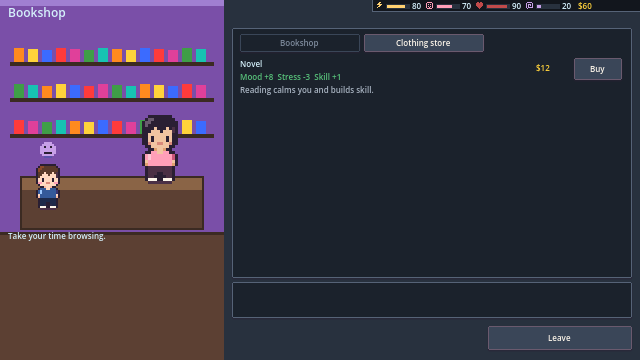 Bookshop
80 70 90 20 $60
Bookshop Clothing store
Novel
Mood +8 Stress -3 Skill +1
Reading calms you and builds skill.
$12
Buy
Take your time browsing.
Leave